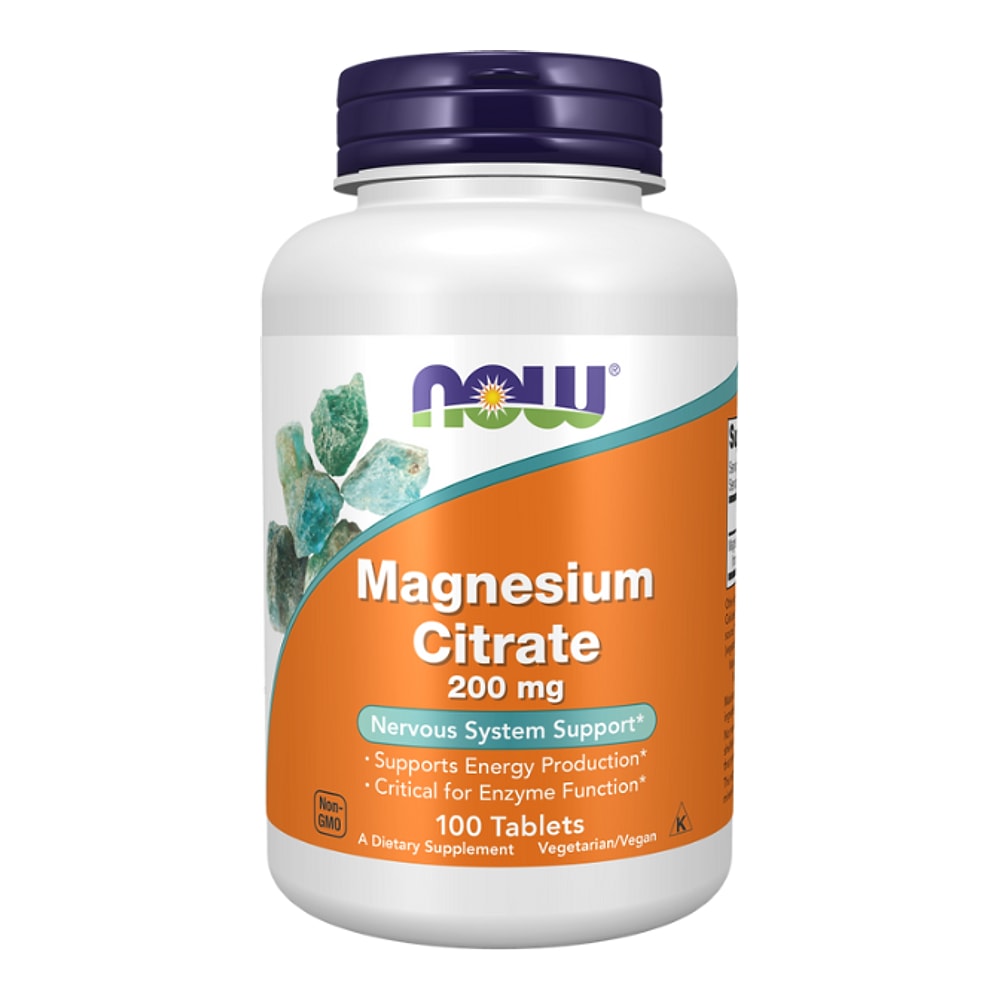 NOW®
Magnesium
Citrate
200 mg
Nervous System Support*
· Supports Energy Production*
· Critical for Enzyme Function*
Non-
GMO
100 Tablets
K
A Dietary Supplement Vegetarian/Vegan